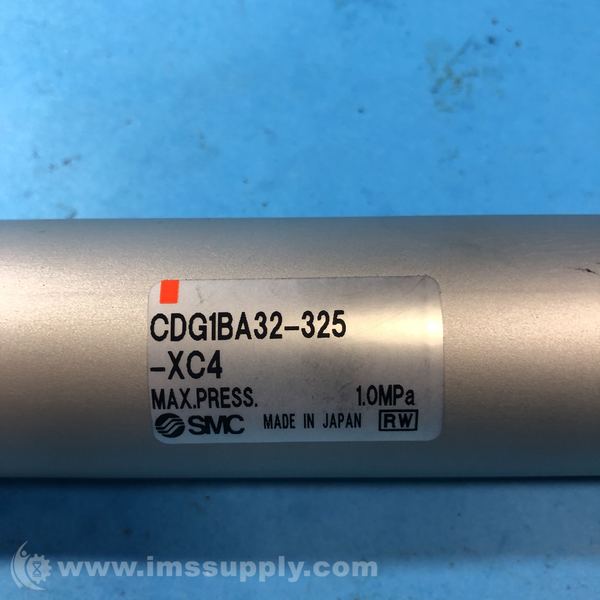 CDG1BA32-325
-XC4
MAX.PRESS. 1.0MPa
SMC MADE IN JAPAN RW
www.imssupply.com